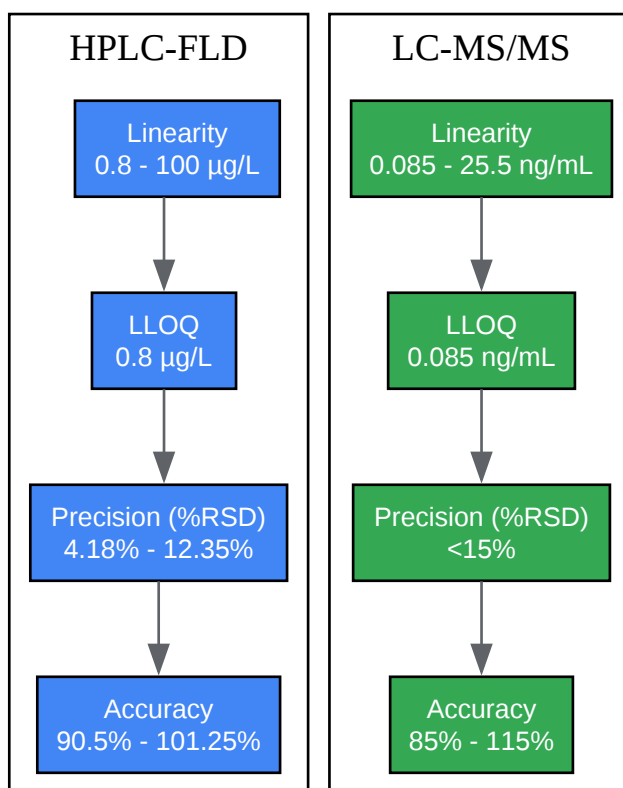 HPLC-FLD
Linearity
0.8 - 100 µg/L
LLOQ
0.8 µg/L
Precision (%RSD)
4.18% - 12.35%
Accuracy
90.5% - 101.25%
LC-MS/MS
Linearity
0.085 - 25.5 ng/mL
LLOQ
0.085 ng/mL
Precision (%RSD)
<15%
Accuracy
85% - 115%